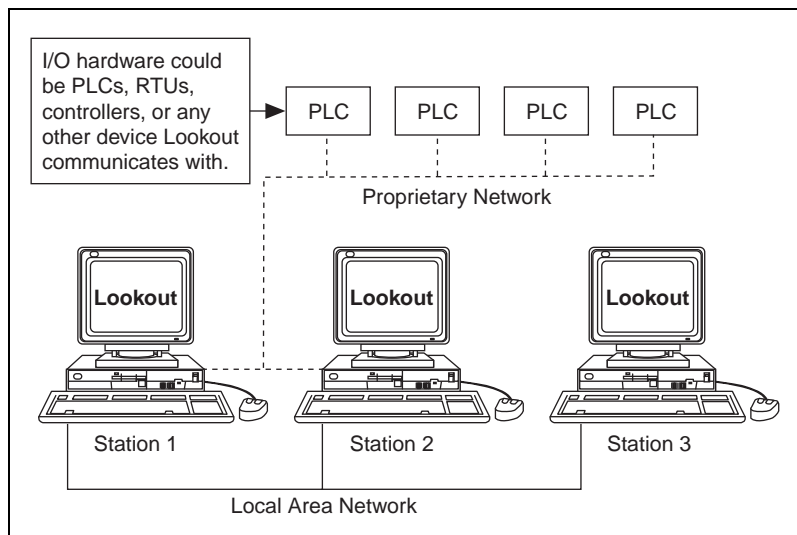 I/O hardware could
be PLCs, RTUs,
controllers, or any
other device Lookout
communicates with.
PLC PLC PLC PLC
Proprietary Network
Lookout Lookout Lookout
Station 1 Station 2 Station 3
Local Area Network